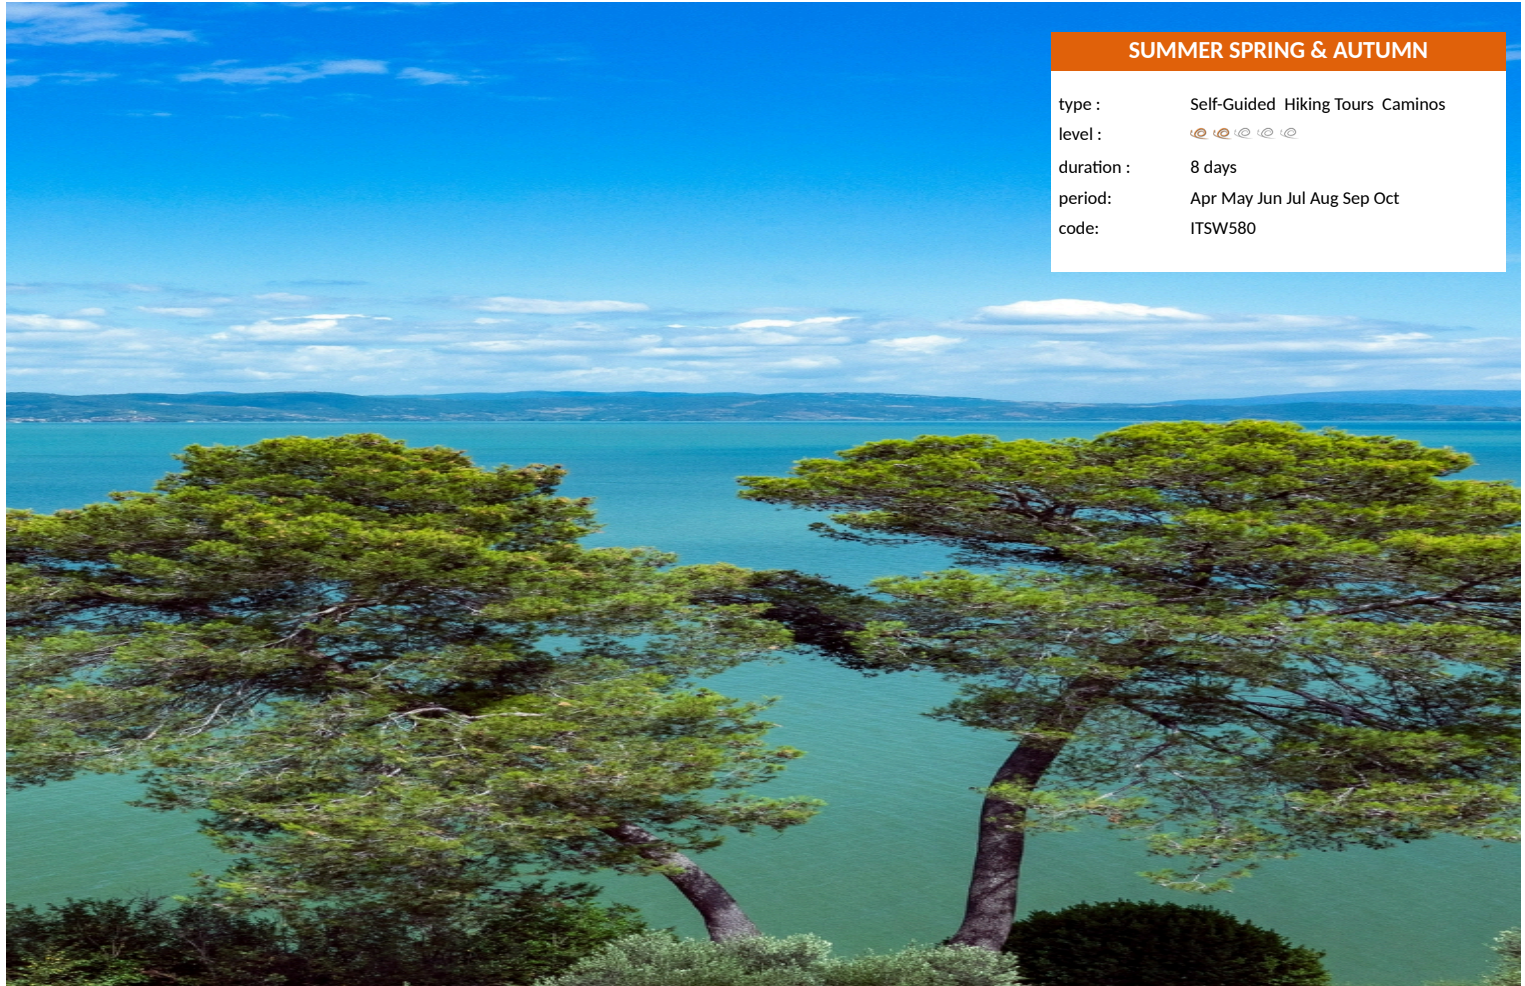 SUMMER SPRING & AUTUMN
type : Self-Guided Hiking Tours Caminos
level :
duration : 8 days
period: Apr May Jun Jul Aug Sep Oct
code: ITSW580